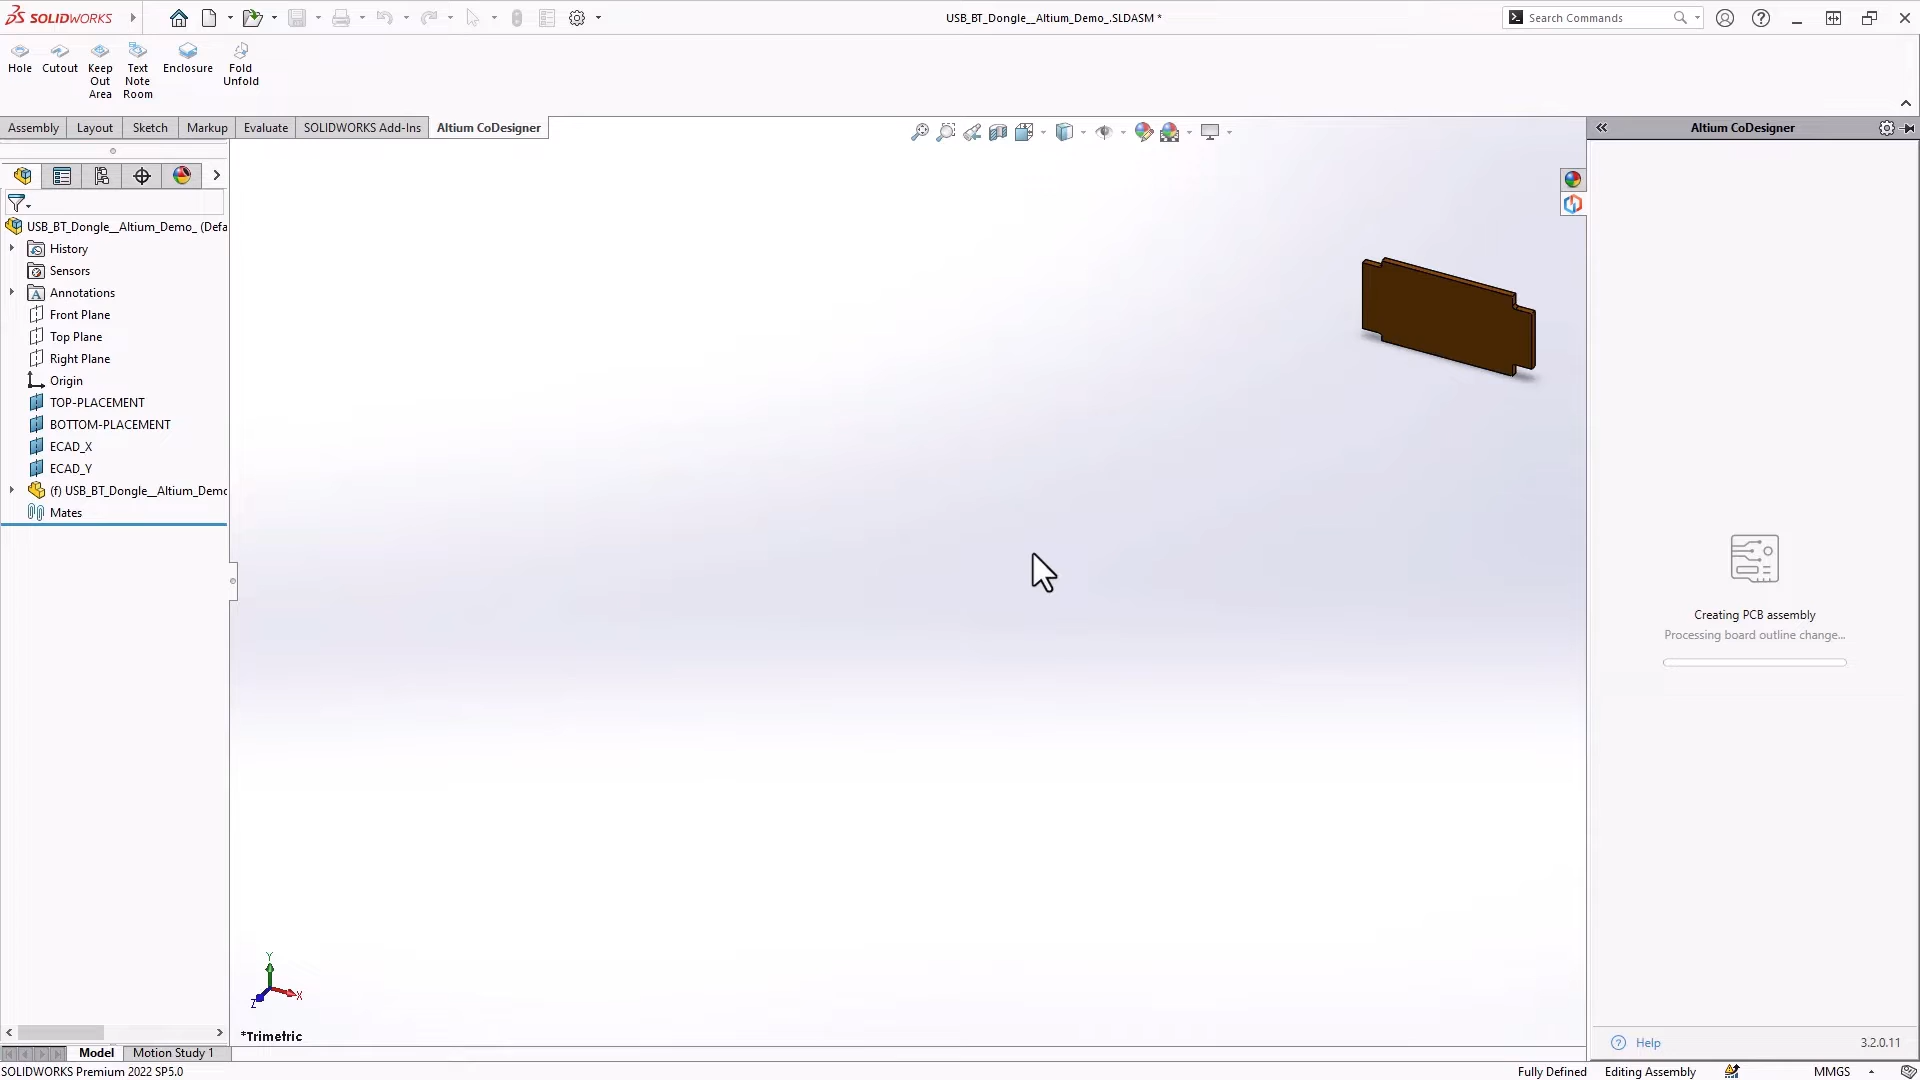 SOLIDWORKS
USB_BT_Dongle__Altium_Demo_.SLDASM *
Search Commands
Hole
Cutout
Keep
Out
Area
Text
Note
Room
Enclosure
Fold
Unfold
Assembly
Layout
Sketch
Markup
Evaluate
SOLIDWORKS Add-Ins
Altium CoDesigner
Altium CoDesigner
USB_BT_Dongle__Altium_Demo_ (Defa
History
Sensors
Annotations
Front Plane
Top Plane
Right Plane
Origin
TOP-PLACEMENT
BOTTOM-PLACEMENT
ECAD_X
ECAD_Y
(f) USB_BT_Dongle__Altium_Demo
Mates
Creating PCB assembly
Processing board outline change...
Y
X
Z
*Trimetric
Help
3.2.0.11
Model
Motion Study 1
SOLIDWORKS Premium 2022 SP5.0
Fully Defined
Editing Assembly
MMGS